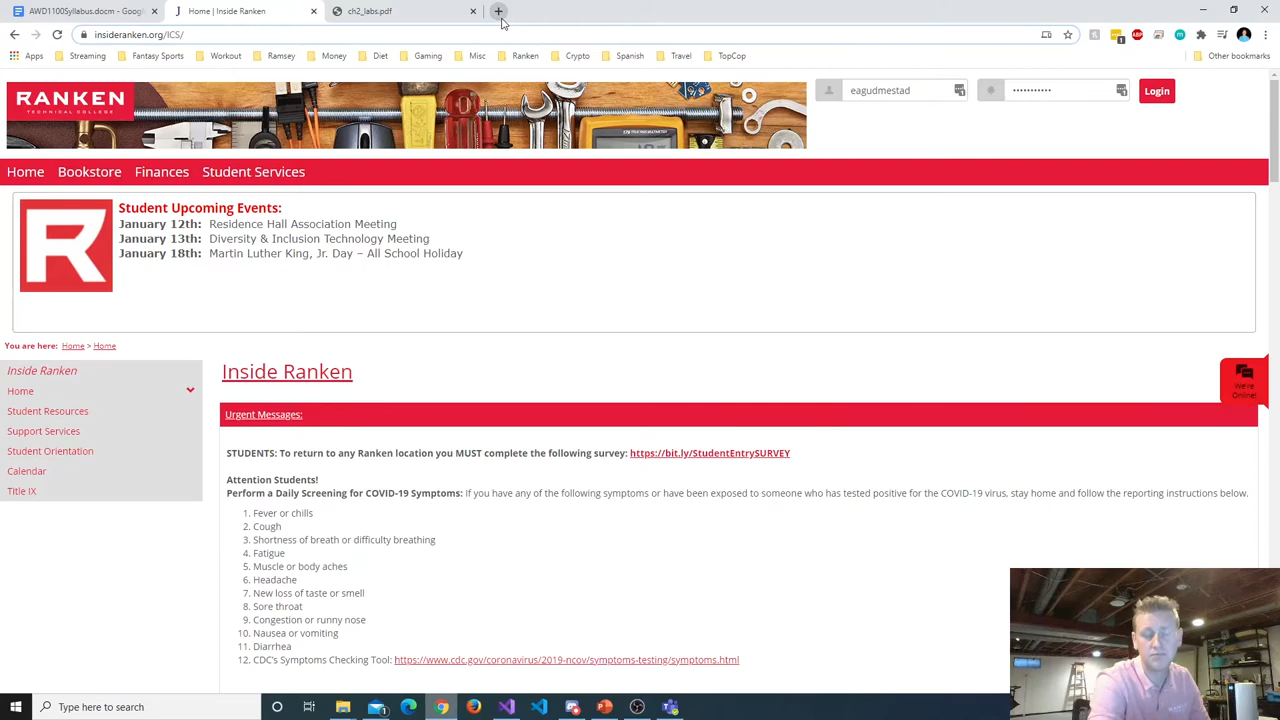 AWD1100Syllabus.docm - Googl
Home | Inside Ranken
ch2_labs.pdf
insideranken.org/ICS/
Apps
Streaming
Fantasy Sports
Workout
Ramsey
Money
Diet
Gaming
Misc
Ranken
Crypto
Spanish
Travel
TopCop
Other bookmarks
RANKEN
TECHNICAL COLLEGE
eagudmestad
•••••••••••
Login
Home
Bookstore
Finances
Student Services
R
Student Upcoming Events:
January 12th: Residence Hall Association Meeting
January 13th: Diversity & Inclusion Technology Meeting
January 18th: Martin Luther King, Jr. Day – All School Holiday
You are here: Home > Home
Inside Ranken
Home
Student Resources
Support Services
Student Orientation
Calendar
Title IX
Inside Ranken
Urgent Messages:
STUDENTS: To return to any Ranken location you MUST complete the following survey: https://bit.ly/StudentEntrySURVEY
Attention Students!
Perform a Daily Screening for COVID-19 Symptoms: If you have any of the following symptoms or have been exposed to someone who has tested positive for the COVID-19 virus, stay home and follow the reporting instructions below.
1. Fever or chills
2. Cough
3. Shortness of breath or difficulty breathing
4. Fatigue
5. Muscle or body aches
6. Headache
7. New loss of taste or smell
8. Sore throat
9. Congestion or runny nose
10. Nausea or vomiting
11. Diarrhea
12. CDC's Symptoms Checking Tool: https://www.cdc.gov/coronavirus/2019-ncov/symptoms-testing/symptoms.html
We're
Online!
Type here to search